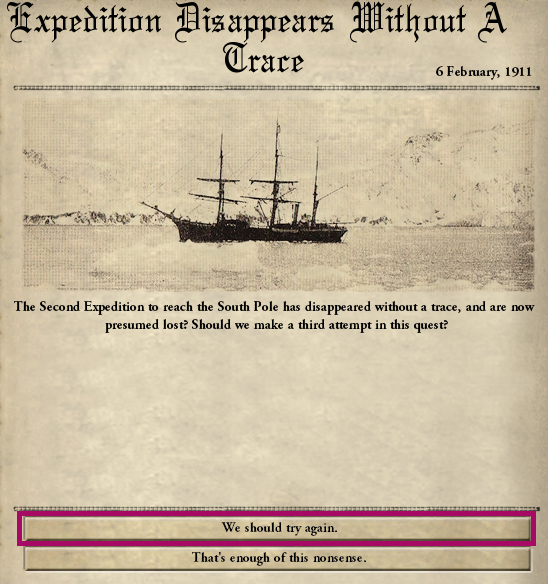 Expedition Disappears Without A
Trace
6 February, 1911
The Second Expedition to reach the South Pole has disappeared without a trace, and are now
presumed lost? Should we make a third attempt in this quest?
We should try again.
That's enough of this nonsense.